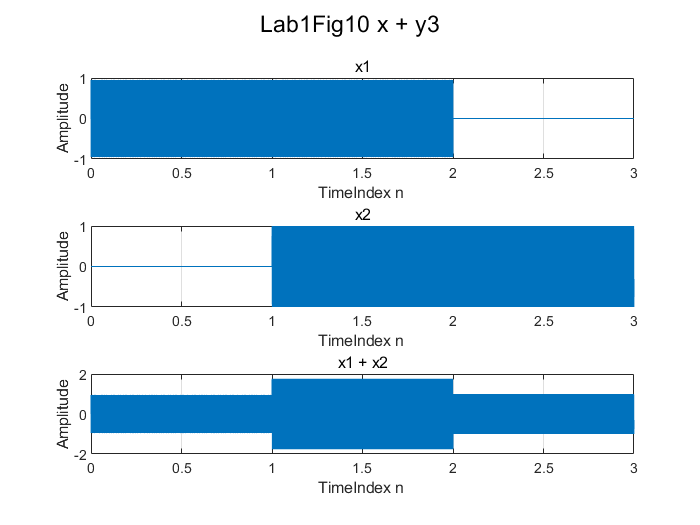 Lab1Fig10 x + y3
x1
Amplitude
1
0
-1
0 0.5 1 1.5 2 2.5 3
TimeIndex n
x2
Amplitude
1
0
-1
0 0.5 1 1.5 2 2.5 3
TimeIndex n
x1 + x2
Amplitude
2
0
-2
0 0.5 1 1.5 2 2.5 3
TimeIndex n